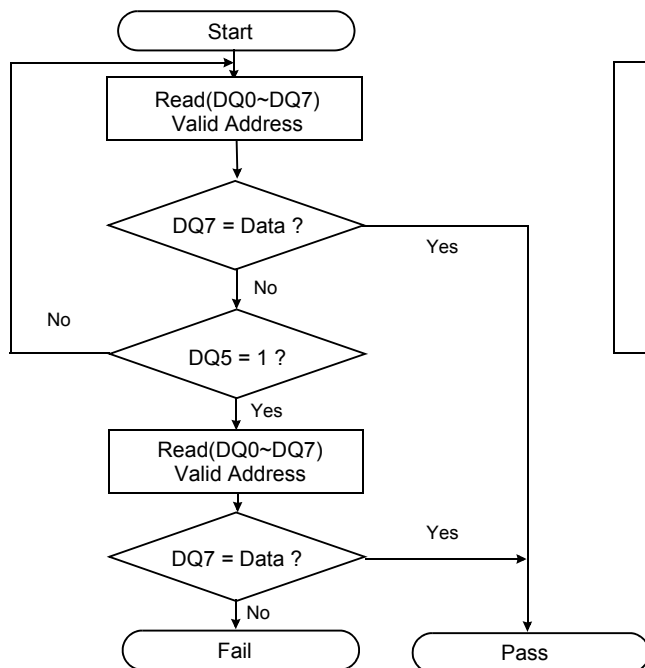 Start
Read(DQ0~DQ7)
Valid Address
DQ7 = Data ?
Yes
No
No
DQ5 = 1 ?
Yes
Read(DQ0~DQ7)
Valid Address
DQ7 = Data ?
Yes
No
Fail
Pass